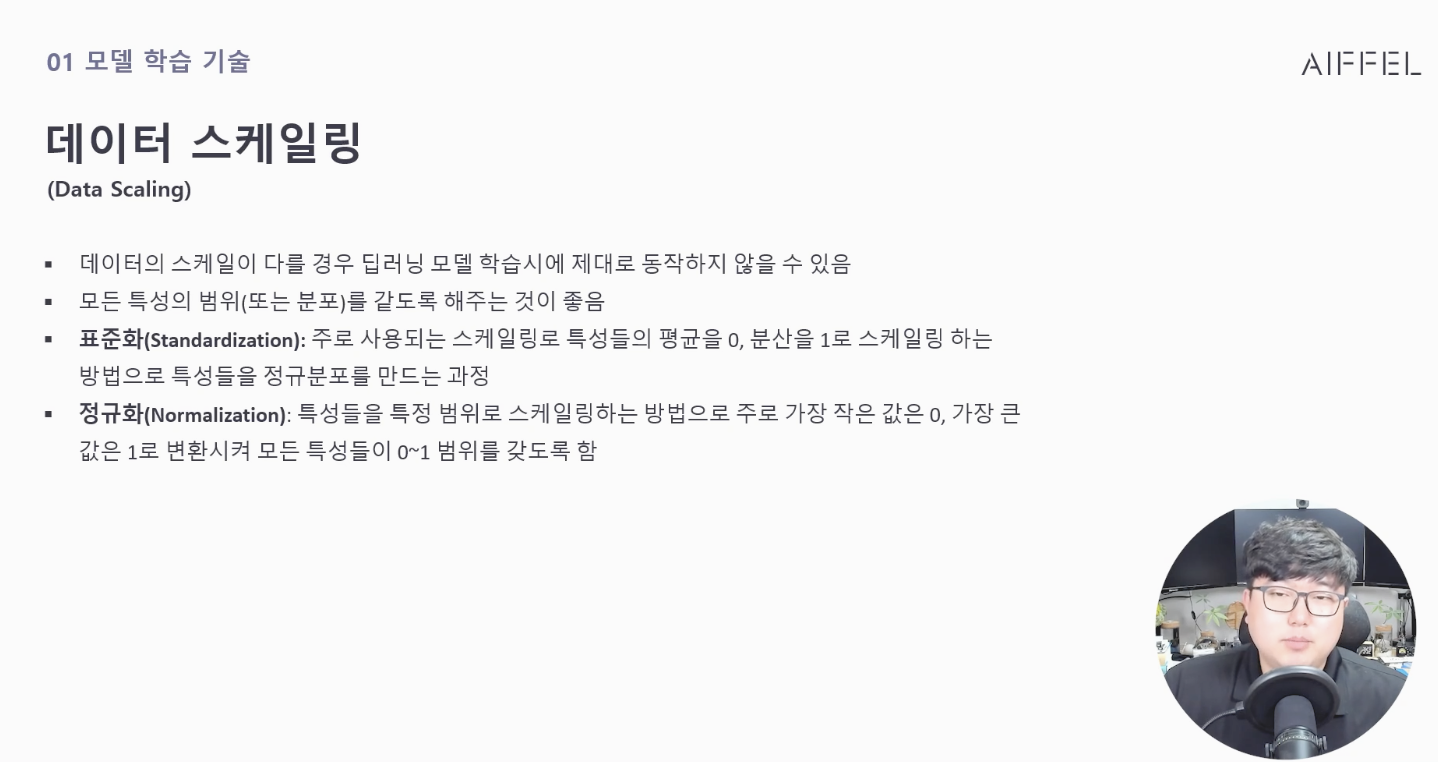 01 모델 학습 기술
AIFFEL
데이터 스케일링
(Data Scaling)
▪ 데이터의 스케일이 다를 경우 딥러닝 모델 학습시에 제대로 동작하지 않을 수 있음
▪ 모든 특성의 범위(또는 분포)를 같도록 해주는 것이 좋음
▪ 표준화(Standardization): 주로 사용되는 스케일링로 특성들의 평균을 0, 분산을 1로 스케일링 하는
방법으로 특성들을 정규분포를 만드는 과정
▪ 정규화(Normalization): 특성들을 특정 범위로 스케일링하는 방법으로 주로 가장 작은 값은 0, 가장 큰
값은 1로 변환시켜 모든 특성들이 0~1 범위를 갖도록 함